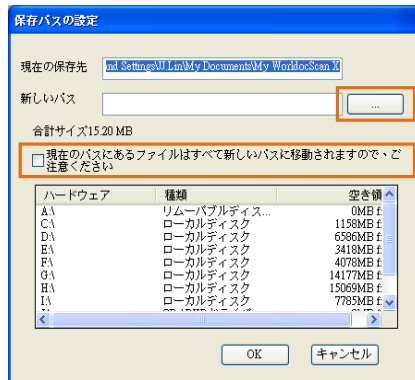 保存パスの設定
現在の保存先 nd Settings\JJ.Lin\My Documents\My WorldocScan X
新しいパス ...
合計サイズ15.20 MB
現在のパスにあるファイルはすべて新しいパスに移動されますので、ご
注意ください
ハードウェア 種類 空き領
A:\ リムーバブルディス... 0MB f
C:\ ローカルディスク 1158MB f
D:\ ローカルディスク 6586MB f
E:\ ローカルディスク 3418MB f
F:\ ローカルディスク 4078MB f
G:\ ローカルディスク 14177MB f
H:\ ローカルディスク 15069MB f
I:\ ローカルディスク 7785MB f
OK キャンセル